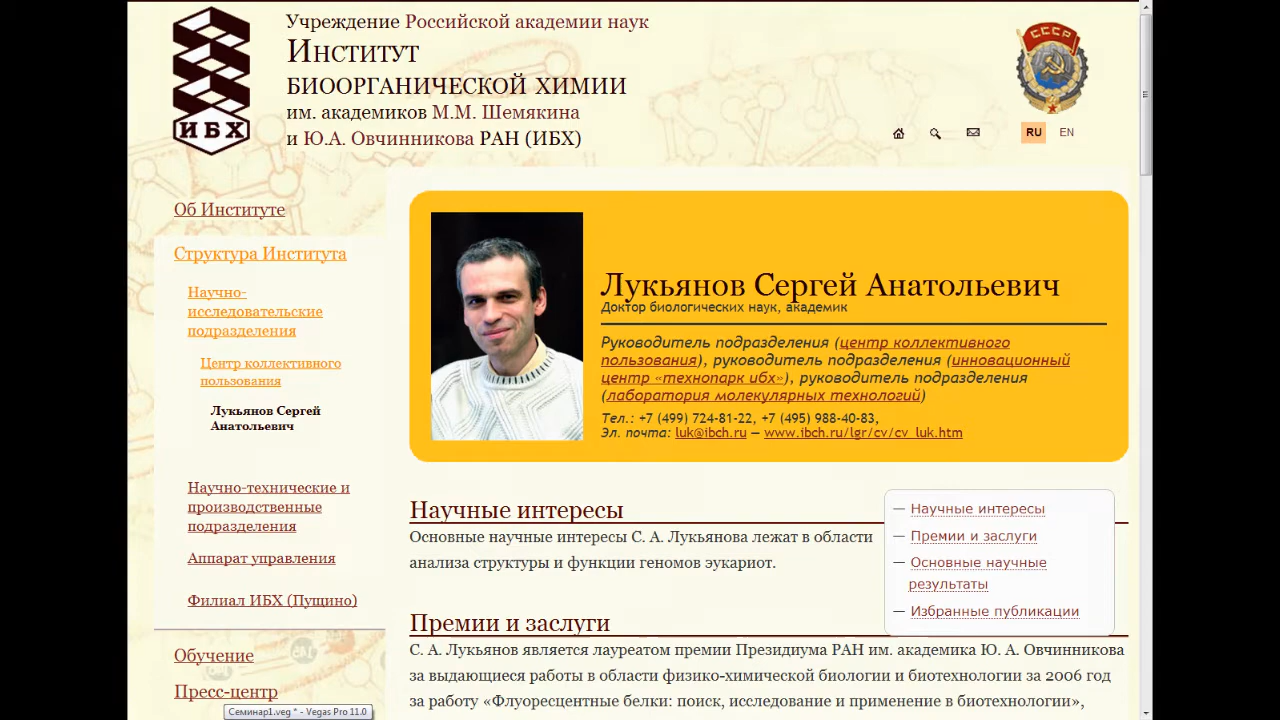 Учреждение Российской академии наук
Институт
биоорганической химии
им. академиков М.М. Шемякина
и Ю.А. Овчинникова РАН (ИБХ)
ИБХ
СССР
RU EN
Об Институте
Структура Института
Научно-
исследовательские
подразделения
Центр коллективного
пользования
Лукьянов Сергей
Анатольевич
Научно-технические и
производственные
подразделения
Аппарат управления
Филиал ИБХ (Пущино)
Обучение
Пресс-центр
Лукьянов Сергей Анатольевич
Доктор биологических наук, академик
Руководитель подразделения (центр коллективного
пользования), руководитель подразделения (инновационный
центр «технопарк ибх»), руководитель подразделения
(лаборатория молекулярных технологий)
Тел.: +7 (499) 724-81-22, +7 (495) 988-40-83,
Эл. почта: luk@ibch.ru — www.ibch.ru/lgr/cv/cv_luk.htm
Научные интересы
Основные научные интересы С. А. Лукьянова лежат в области
анализа структуры и функции геномов эукариот.
— Научные интересы
— Премии и заслуги
— Основные научные
результаты
— Избранные публикации
Премии и заслуги
С. А. Лукьянов является лауреатом премии Президиума РАН им. академика Ю. А. Овчинникова
за выдающиеся работы в области физико-химической биологии и биотехнологии за 2006 год
за работу «Флуоресцентные белки: поиск, исследование и применение в биотехнологии»,
Семинар1.veg * - Vegas Pro 11.0